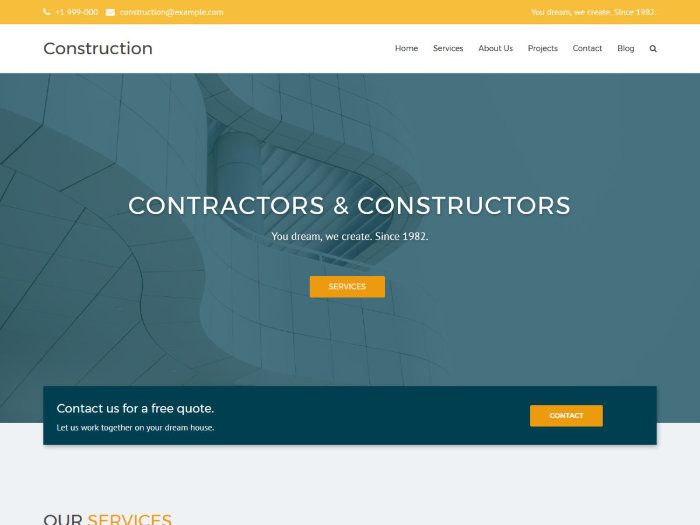 +1 999-000 construction@example.com You dream, we create. Since 1982.
Construction Home Services About Us Projects Contact Blog
CONTRACTORS & CONSTRUCTORS
You dream, we create. Since 1982.
SERVICES
Contact us for a free quote.
Let us work together on your dream house.
CONTACT
OUR SERVICES